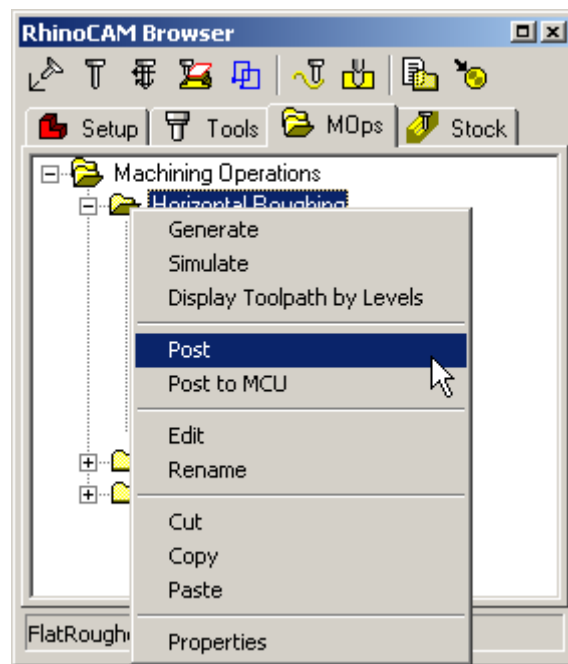 RhinoCAM Browser
Setup Tools MOps Stock
Machining Operations
Horizontal Roughing
Generate
Simulate
Display Toolpath by Levels
Post
Post to MCU
Edit
Rename
Cut
Copy
Paste
Properties